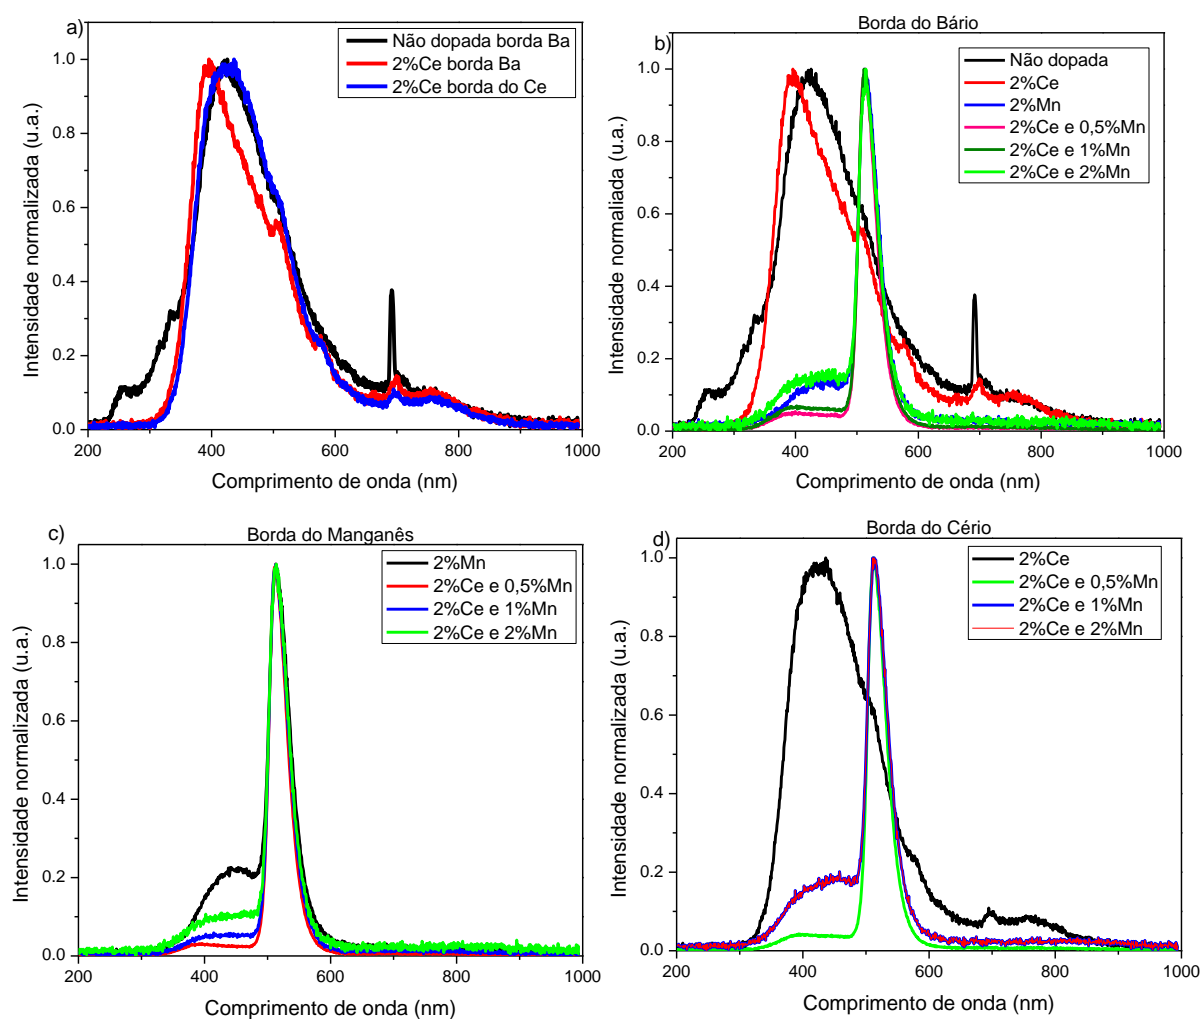 a)
Não dopada borda Ba
2%Ce borda Ba
2%Ce borda do Ce
1.0
0.8
0.6
0.4
0.2
0.0
200 400 600 800 1000
Intensidade normalizada (u.a.)
Comprimento de onda (nm)
b)
Borda do Bário
Não dopada
2%Ce
2%Mn
2%Ce e 0,5%Mn
2%Ce e 1%Mn
2%Ce e 2%Mn
1.0
0.8
0.6
0.4
0.2
0.0
200 400 600 800 1000
Intensidade normaliada (u.a.)
Comprimento de onda (nm)
c)
Borda do Manganês
2%Mn
2%Ce e 0,5%Mn
2%Ce e 1%Mn
2%Ce e 2%Mn
1.0
0.8
0.6
0.4
0.2
0.0
200 400 600 800 1000
Intensidade normalizada (u.a.)
Comprimento de onda (nm)
d)
Borda do Cério
2%Ce
2%Ce e 0,5%Mn
2%Ce e 1%Mn
2%Ce e 2%Mn
1.0
0.8
0.6
0.4
0.2
0.0
200 400 600 800 1000
Intensidade normalizada (u.a.)
Comprimento de onda (nm)